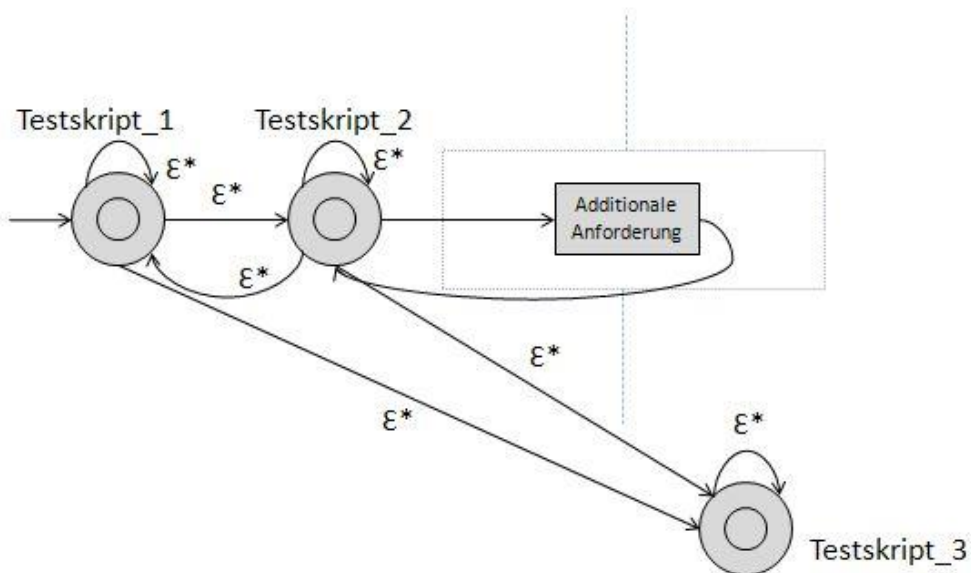 Testskript_1
Testskript_2
Ɛ*
Ɛ*
Ɛ*
Additionale
Anforderung
Ɛ*
Ɛ*
Ɛ*
Ɛ*
Testskript_3